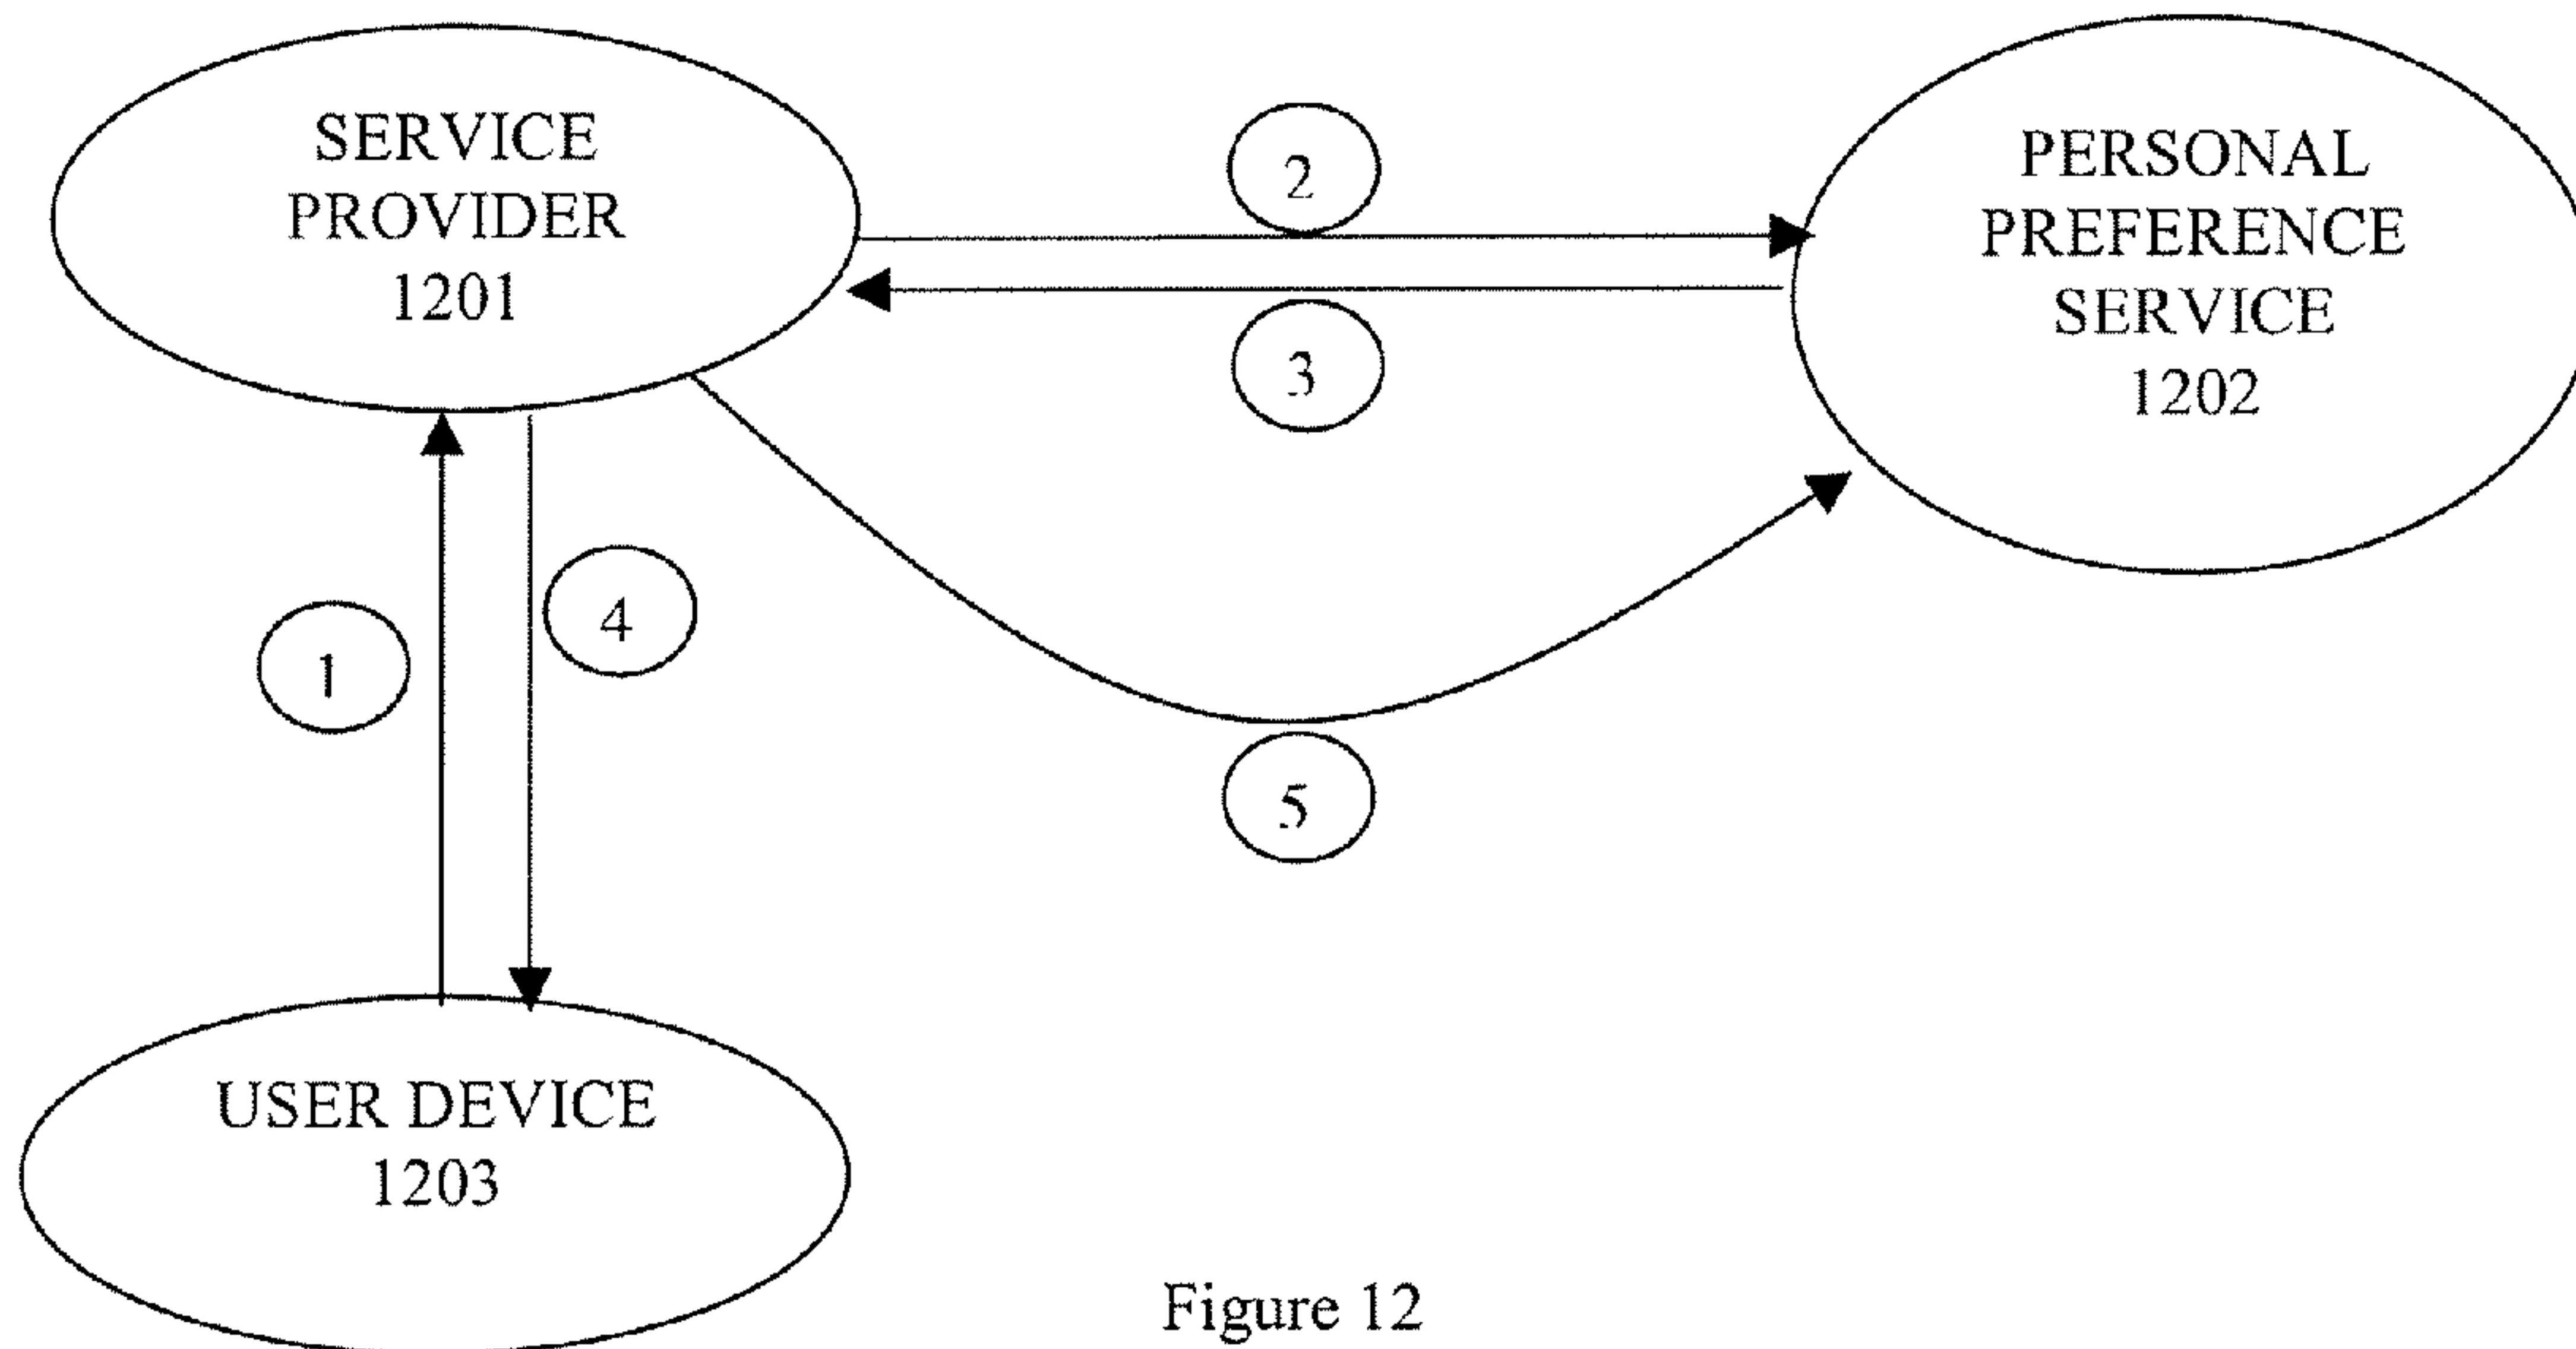 SERVICE
PROVIDER
1201
2
3
PERSONAL
PREFERENCE
SERVICE
1202
1
4
5
USER DEVICE
1203
Figure 12